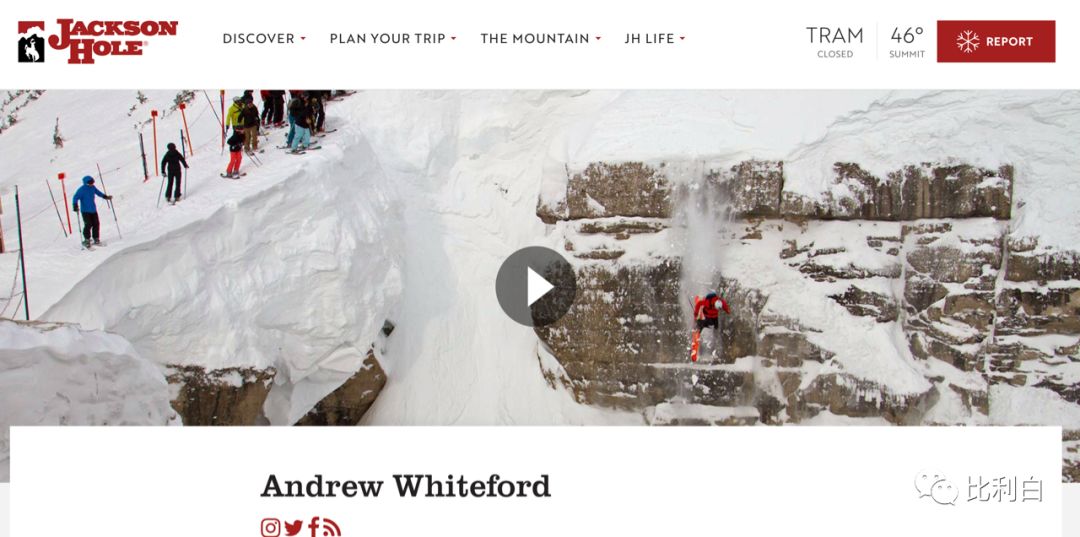 JACKSON HOLE®
DISCOVER
PLAN YOUR TRIP
THE MOUNTAIN
JH LIFE
TRAM
CLOSED
46°
SUMMIT
REPORT
Andrew Whiteford
比利白